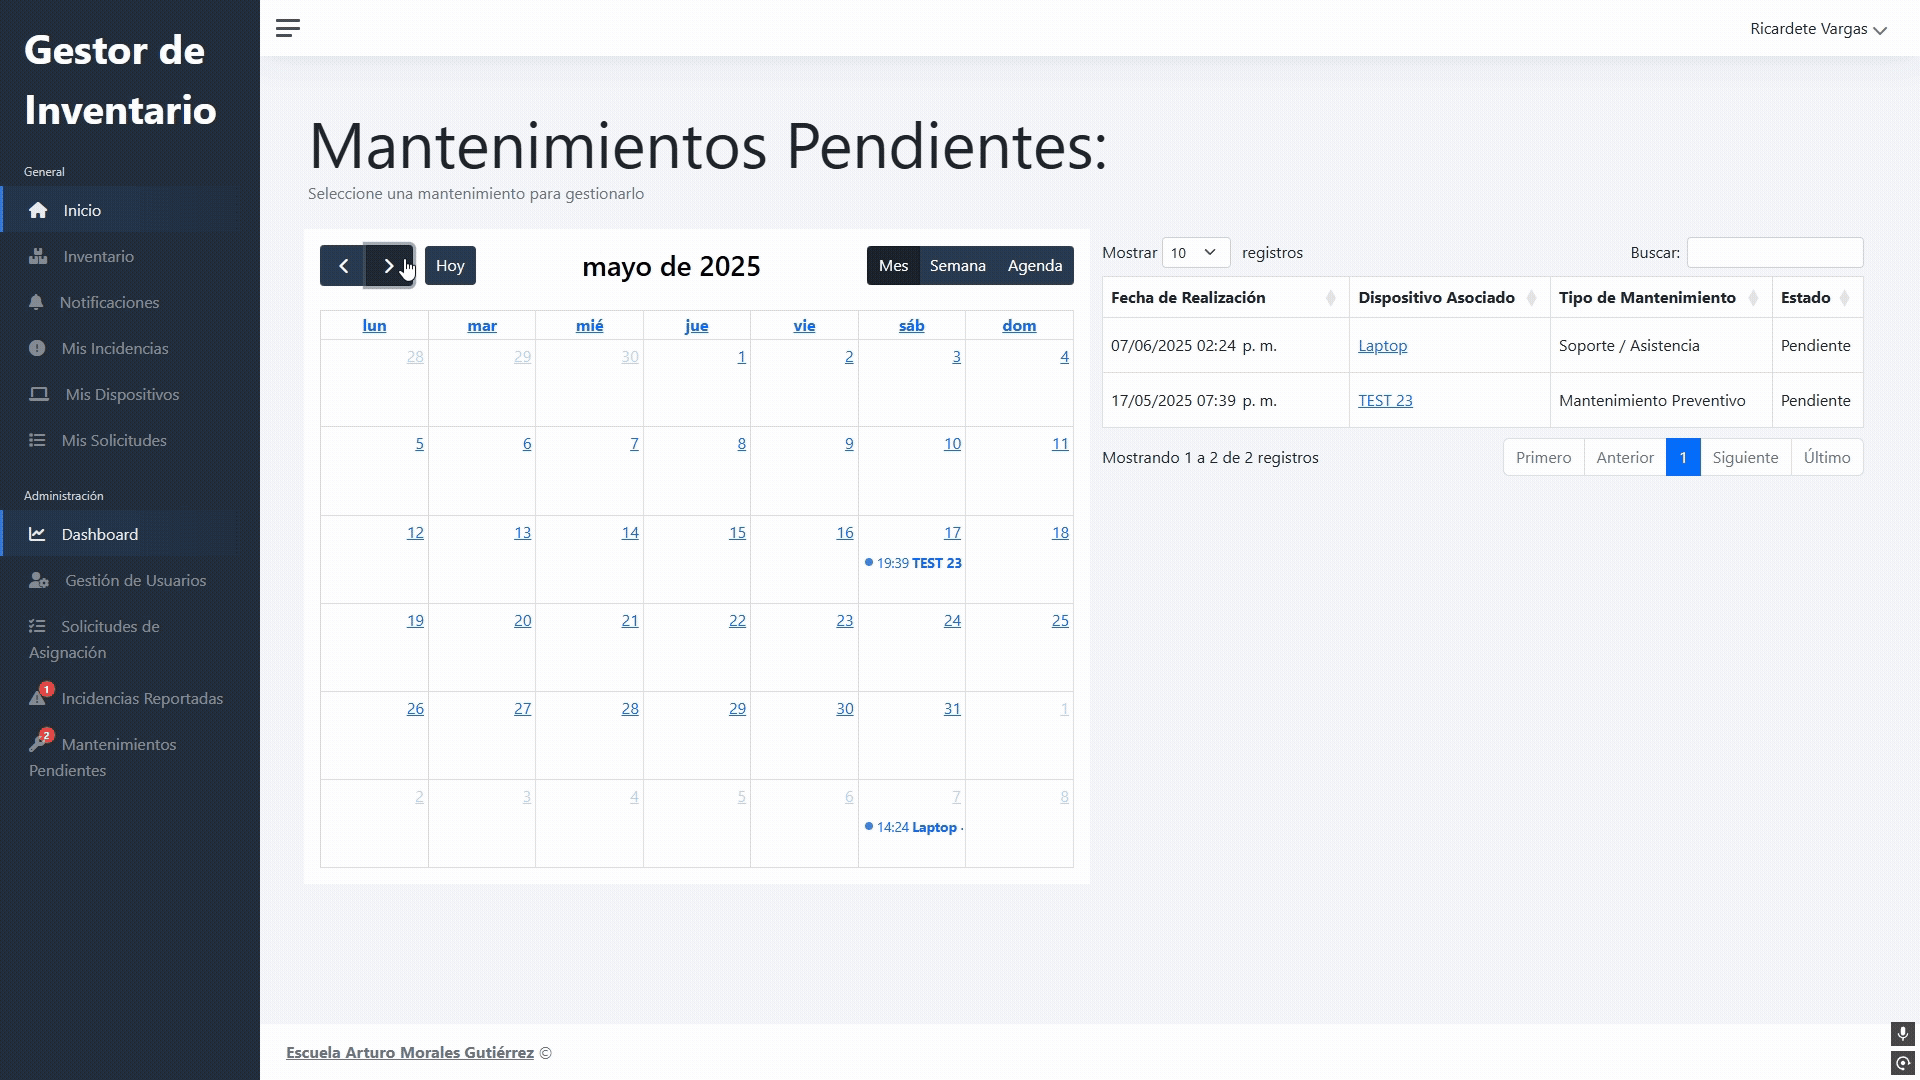 Gestor de
Inventario
General
Inicio
Inventario
Notificaciones
Mis Incidencias
Mis Dispositivos
Mis Solicitudes
Administración
Dashboard
Gestión de Usuarios
Solicitudes de
Asignación
1
Incidencias Reportadas
2
Mantenimientos
Pendientes
Ricardete Vargas
Mantenimientos Pendientes:
Seleccione una mantenimiento para gestionarlo
Hoy
mayo de 2025
Mes Semana Agenda
lun mar mié jue vie sáb dom
28 29 30 1 2 3 4
5 6 7 8 9 10 11
12 13 14 15 16 17 18
19:39 TEST 23
19 20 21 22 23 24 25
26 27 28 29 30 31 1
2 3 4 5 6 7 8
14:24 Laptop -
Mostrar 10 registros Buscar:
Fecha de Realización Dispositivo Asociado Tipo de Mantenimiento Estado
07/06/2025 02:24 p. m. Laptop Soporte / Asistencia Pendiente
17/05/2025 07:39 p. m. TEST 23 Mantenimiento Preventivo Pendiente
Mostrando 1 a 2 de 2 registros Primero Anterior 1 Siguiente Último
Escuela Arturo Morales Gutiérrez ©